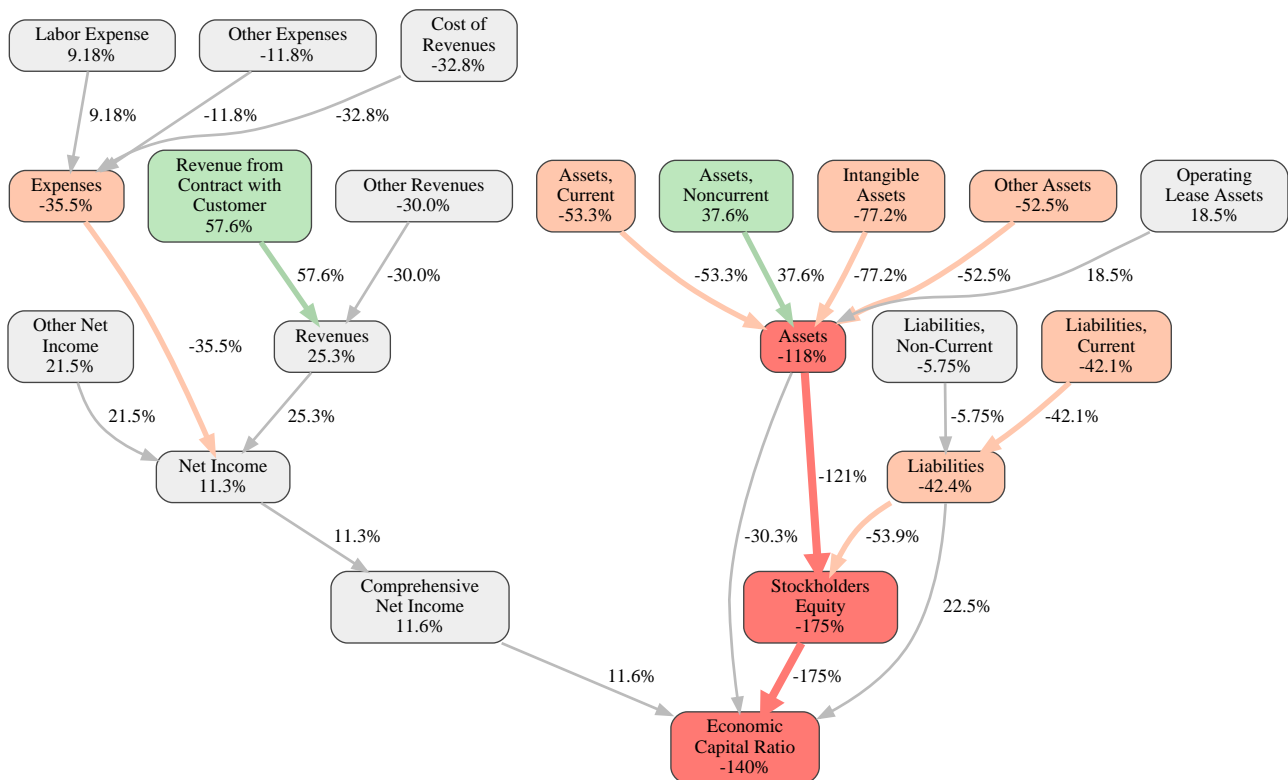 Labor Expense
9.18%
Other Expenses
-11.8%
Cost of
Revenues
-32.8%
9.18%
-11.8%
-32.8%
Expenses
-35.5%
Revenue from
Contract with
Customer
57.6%
Other Revenues
-30.0%
Assets,
Current
-53.3%
Assets,
Noncurrent
37.6%
Intangible
Assets
-77.2%
Other Assets
-52.5%
Operating
Lease Assets
18.5%
57.6%
-30.0%
-53.3%
37.6%
-77.2%
-52.5%
18.5%
Other Net
Income
21.5%
-35.5%
Revenues
25.3%
Assets
-118%
Liabilities,
Non-Current
-5.75%
Liabilities,
Current
-42.1%
21.5%
25.3%
-5.75%
-42.1%
Net Income
11.3%
-121%
Liabilities
-42.4%
11.3%
-30.3%
-53.9%
Comprehensive
Net Income
11.6%
Stockholders
Equity
-175%
22.5%
11.6%
-175%
Economic
Capital Ratio
-140%